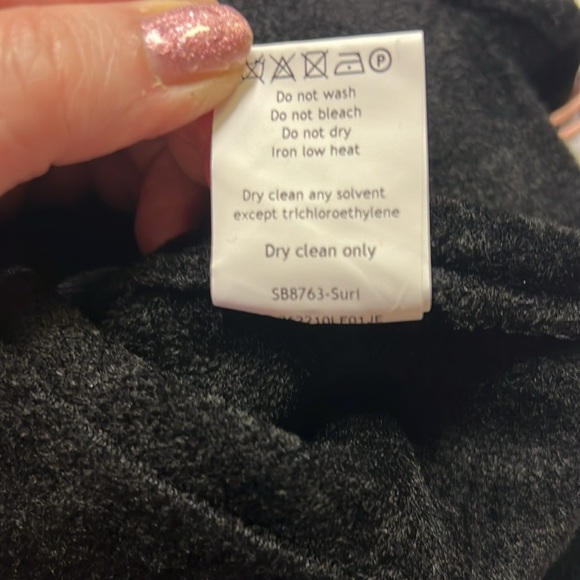 P
Do not wash
Do not bleach
Do not dry
Iron low heat
Dry clean any solvent
except trichloroethylene
Dry clean only
SB8763-Suri